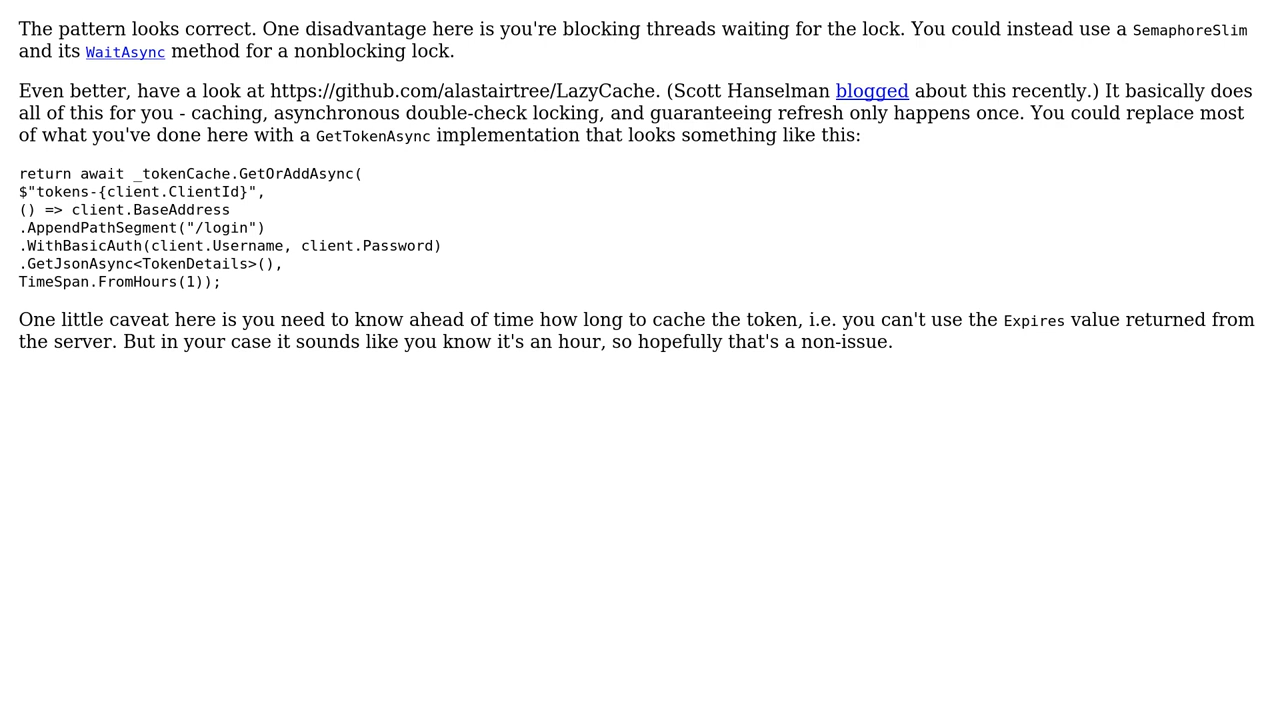 The pattern looks correct. One disadvantage here is you're blocking threads waiting for the lock. You could instead use a SemaphoreSlim
and its WaitAsync method for a nonblocking lock.
Even better, have a look at https://github.com/alastairtree/LazyCache. (Scott Hanselman blogged about this recently.) It basically does
all of this for you - caching, asynchronous double-check locking, and guaranteeing refresh only happens once. You could replace most
of what you've done here with a GetTokenAsync implementation that looks something like this:
return await _tokenCache.GetOrAddAsync(
$"tokens-{client.ClientId}",
() => client.BaseAddress
.AppendPathSegment("/login")
.WithBasicAuth(client.Username, client.Password)
.GetJsonAsync<TokenDetails>(),
TimeSpan.FromHours(1));
One little caveat here is you need to know ahead of time how long to cache the token, i.e. you can't use the Expires value returned from
the server. But in your case it sounds like you know it's an hour, so hopefully that's a non-issue.